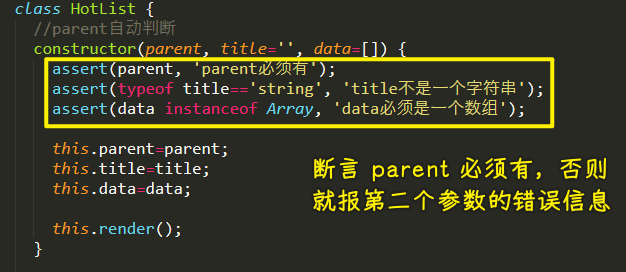 class HotList {
//parent自动判断
constructor(parent, title='', data=[]) {
assert(parent, 'parent必须有');
assert(typeof title=='string', 'title不是一个字符串');
assert(data instanceof Array, 'data必须是一个数组');
this.parent=parent;
this.title=title;
this.data=data;
断言 parent 必须有，否则
就报第二个参数的错误信息
this.render();
}